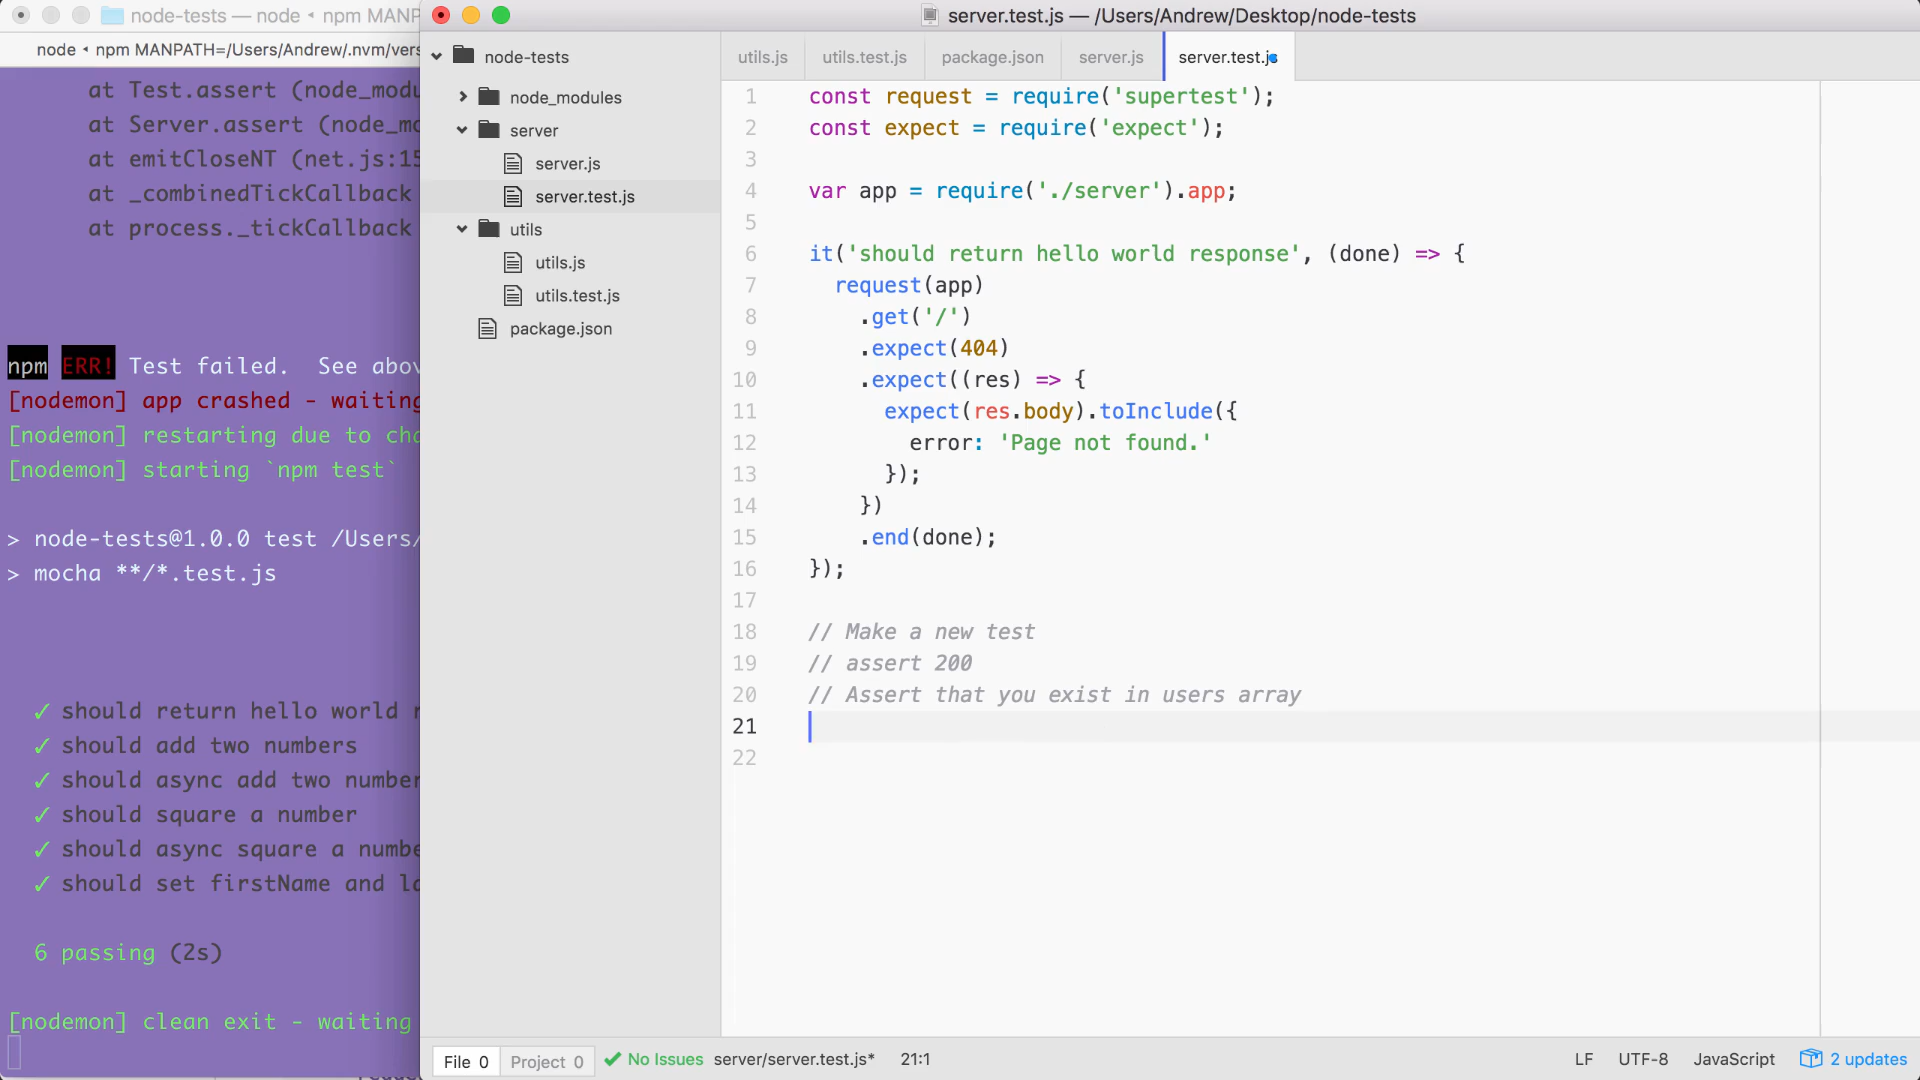 node-tests — node ◂ npm MANP
node ◂ npm MANPATH=/Users/Andrew/.nvm/vers
at Test.assert (node_modu
at Server.assert (node_mo
at emitCloseNT (net.js:15
at _combinedTickCallback
at process._tickCallback
npm ERR! Test failed.  See abov
[nodemon] app crashed - waiting
[nodemon] restarting due to cha
[nodemon] starting `npm test`
> node-tests@1.0.0 test /Users/
> mocha **/*.test.js
✓ should return hello world r
✓ should add two numbers
✓ should async add two number
✓ should square a number
✓ should async square a numbe
✓ should set firstName and la
6 passing (2s)
[nodemon] clean exit - waiting
server.test.js — /Users/Andrew/Desktop/node-tests
node-tests
node_modules
server
server.js
server.test.js
utils
utils.js
utils.test.js
package.json
utils.js
utils.test.js
package.json
server.js
server.test.js
1 const request = require('supertest');
2 const expect = require('expect');
3
4 var app = require('./server').app;
5
6 it('should return hello world response', (done) => {
7 request(app)
8 .get('/')
9 .expect(404)
10 .expect((res) => {
11 expect(res.body).toInclude({
12 error: 'Page not found.'
13 });
14 })
15 .end(done);
16 });
17
18 // Make a new test
19 // assert 200
20 // Assert that you exist in users array
21
22
File 0
Project 0
No Issues
server/server.test.js*
21:1
LF
UTF-8
JavaScript
2 updates